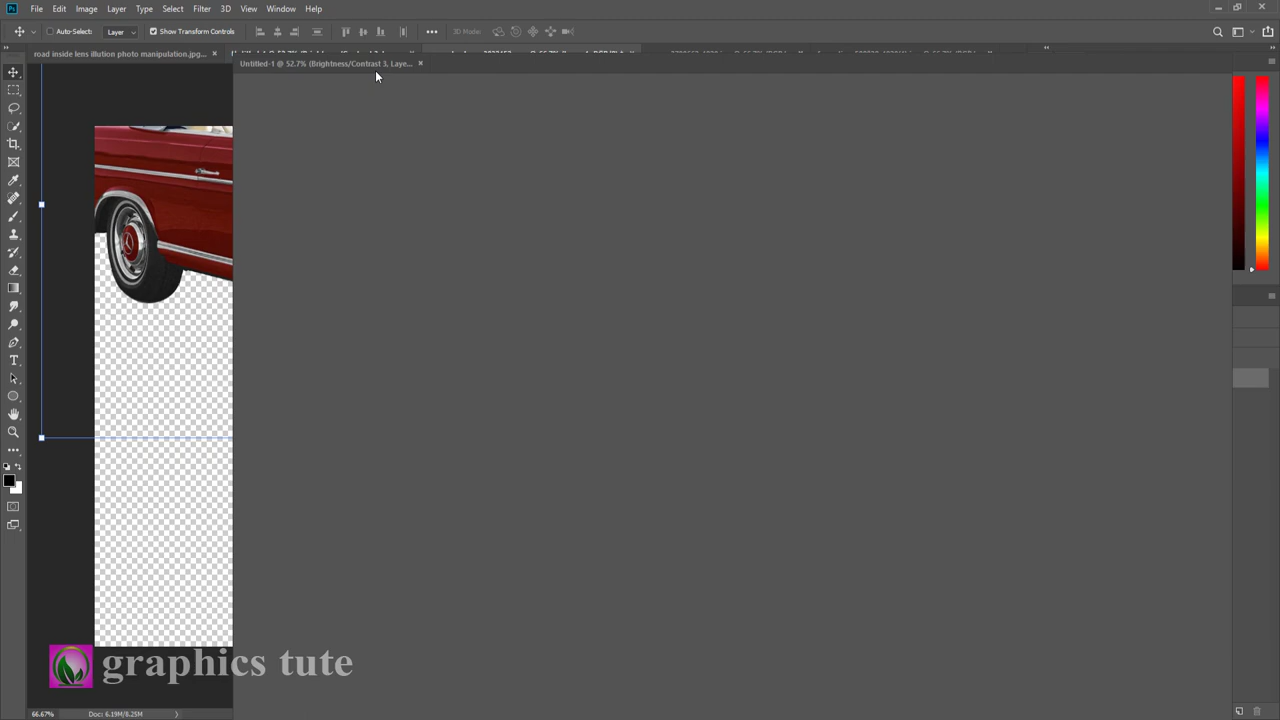 File Edit Image Layer Type Select Filter 3D View Window Help
Auto-Select: Layer Show Transform Controls 3D Mode:
road inside lens illution photo manipulation.jpg...
Untitled-1 @ 52.7% (Brightness/Contrast 3, Laye...
graphics tute
66.67% Doc: 6.19M/8.25M